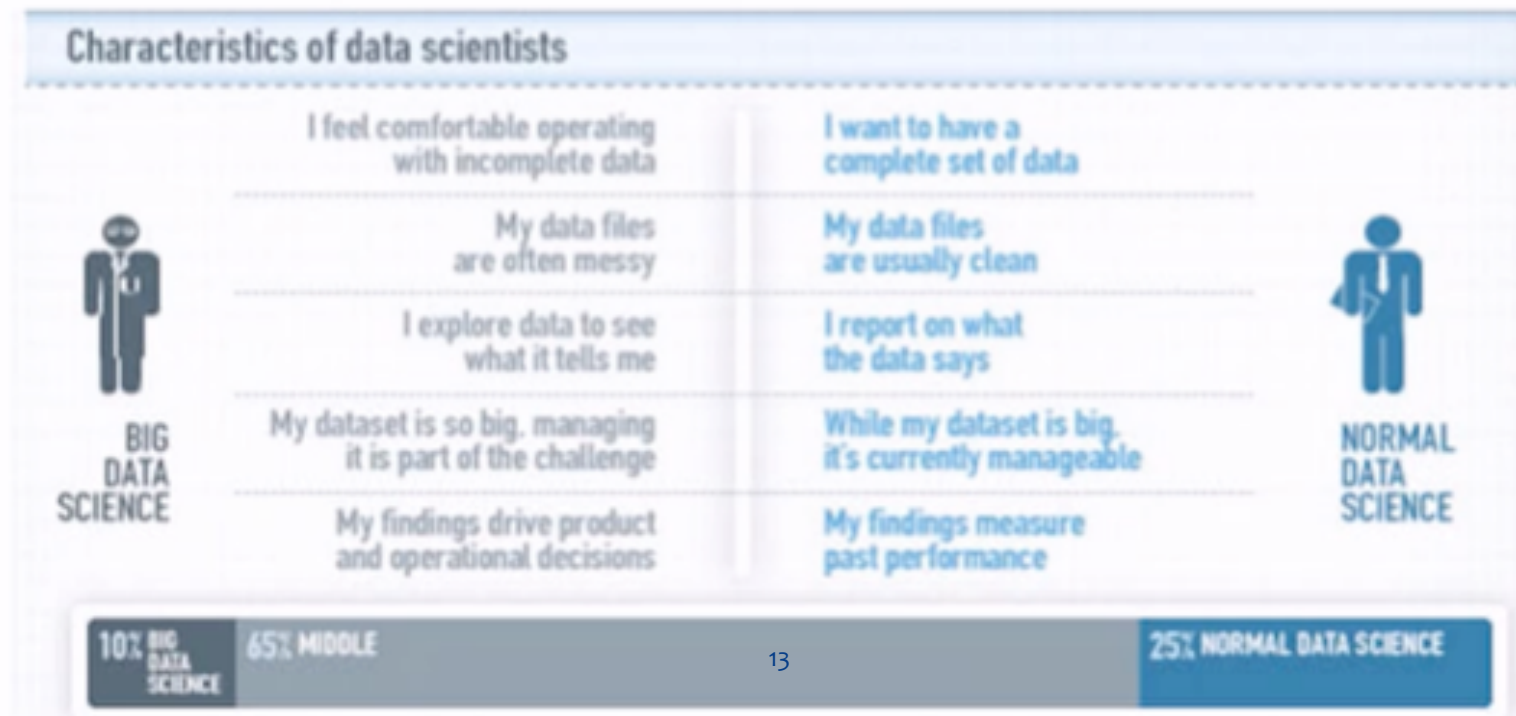 Characteristics of data scientists
I feel comfortable operating
with incomplete data
I want to have a
complete set of data
My data files
are often messy
My data files
are usually clean
I explore data to see
what it tells me
I report on what
the data says
My dataset is so big, managing
it is part of the challenge
While my dataset is big,
it's currently manageable
My findings drive product
and operational decisions
My findings measure
past performance
BIG
DATA
SCIENCE
NORMAL
DATA
SCIENCE
10% BIG
DATA
SCIENCE
65% MIDDLE
13
25% NORMAL DATA SCIENCE